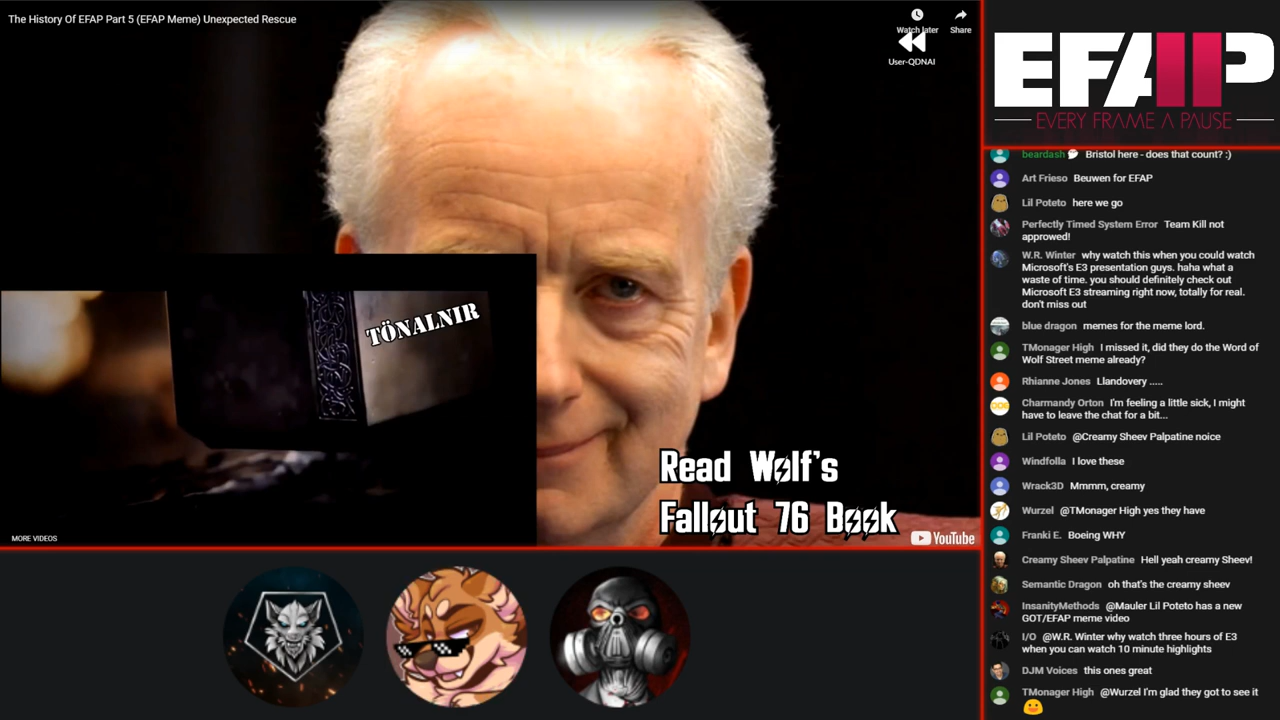 The History Of EFAP Part 5 (EFAP Meme) Unexpected Rescue
Watch later
Share
User-QDNAI
TÖNALNIR
Read Wolf's
Fallout 76 Book
MORE VIDEOS
YouTube
EFAP
EVERY FRAME A PAUSE
beardash Bristol here - does that count? :)
Art Frieso Beuwen for EFAP
Lil Poteto here we go
Perfectly Timed System Error Team Kill not
approved!
W.R. Winter why watch this when you could watch
Microsoft's E3 presentation guys. haha what a
waste of time. you should definitely check out
Microsoft E3 streaming right now, totally for real.
don't miss out
blue dragon memes for the meme lord.
TMonager High I missed it, did they do the Word of
Wolf Street meme already?
Rhianne Jones Llandovery .....
Charmandy Orton I'm feeling a little sick, I might
have to leave the chat for a bit...
Lil Poteto @Creamy Sheev Palpatine noice
Windfolla I love these
Wrack3D Mmmm, creamy
Wurzel @TMonager High yes they have
Franki E. Boeing WHY
Creamy Sheev Palpatine Hell yeah creamy Sheev!
Semantic Dragon oh that's the creamy sheev
InsanityMethods @Mauler Lil Poteto has a new
GOT/EFAP meme video
I/O @W.R. Winter why watch three hours of E3
when you can watch 10 minute highlights
DJM Voices this ones great
TMonager High @Wurzel I'm glad they got to see it